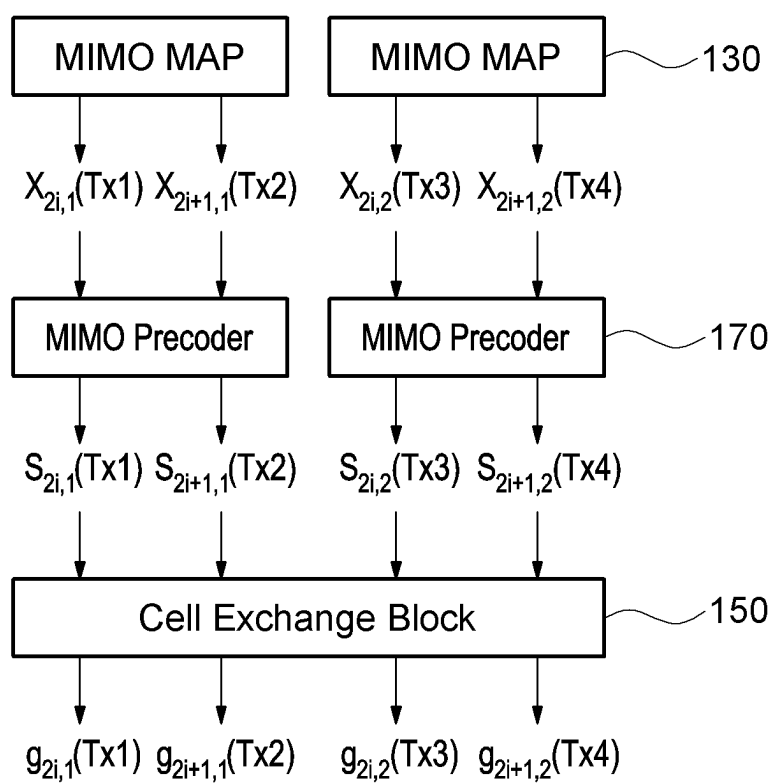 MIMO MAP MIMO MAP 130
X2i,1(Tx1) X2i+1,1(Tx2) X2i,2(Tx3) X2i+1,2(Tx4)
MIMO Precoder MIMO Precoder 170
S2i,1(Tx1) S2i+1,1(Tx2) S2i,2(Tx3) S2i+1,2(Tx4)
Cell Exchange Block 150
g2i,1(Tx1) g2i+1,1(Tx2) g2i,2(Tx3) g2i+1,2(Tx4)